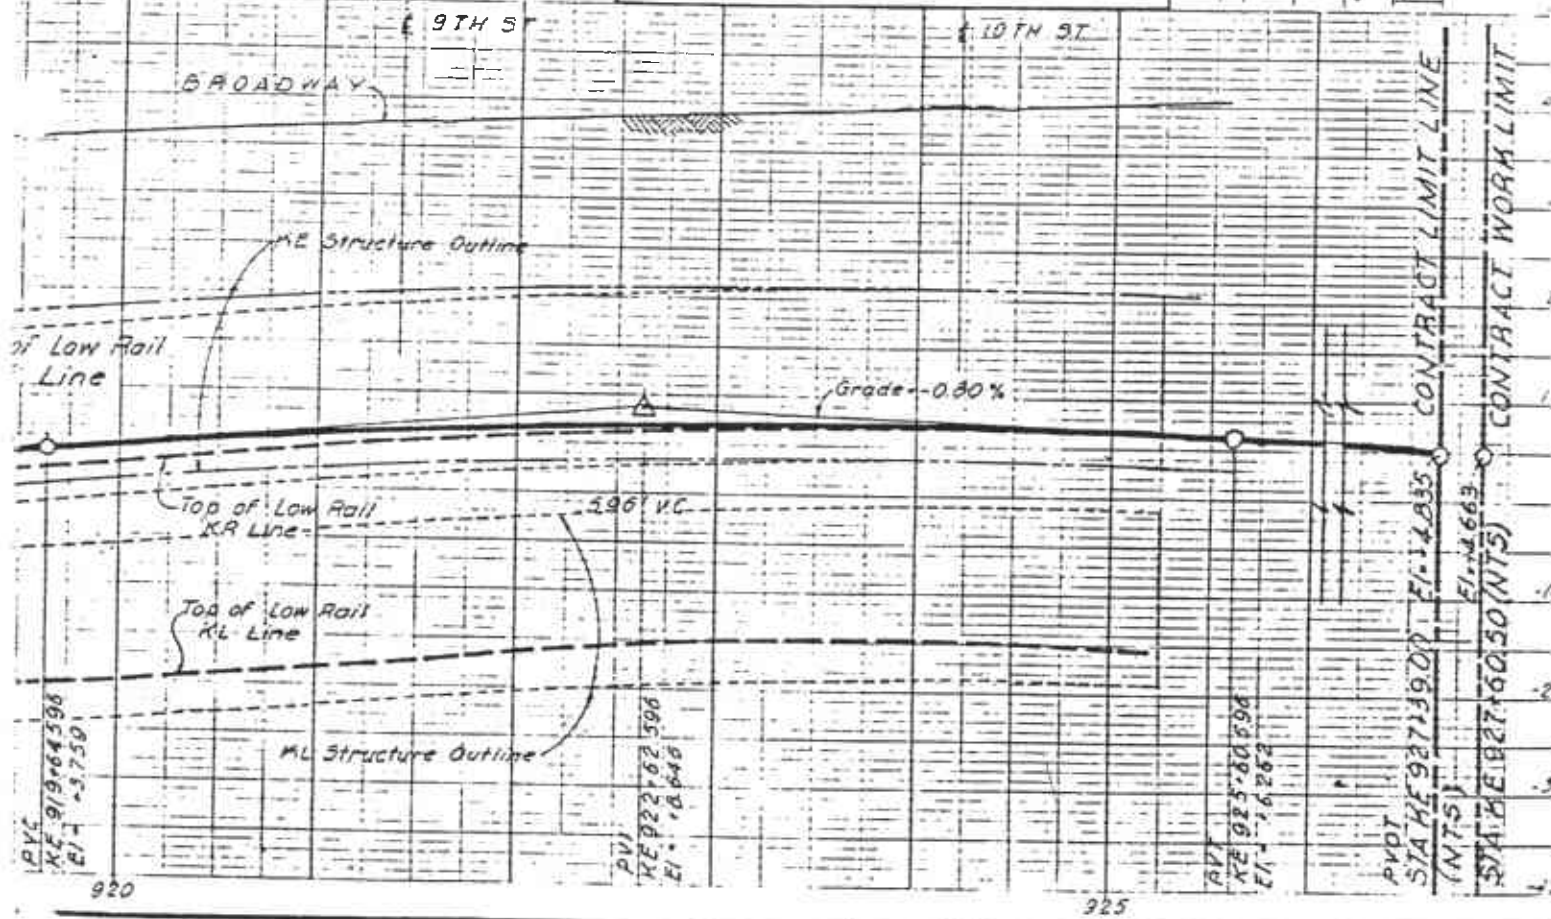 ℄ 9TH ST
℄ 10TH ST.
BROADWAY
KE Structure Outline
of Low Rail
Line
Grade--0.80%
Top of Low Rail
KR Line
596' V.C.
Top of Low Rail
KL Line
KL Structure Outline
PVC
KE 919+64.596
PVI
KE 922+62.596
PVT
KE 925+60.596
PVOT
STA KE 927+39.00
(NTS)
CONTRACT LIMIT LINE
STA KE 927+60.50 (NTS)
CONTRACT WORK LIMIT
920
925